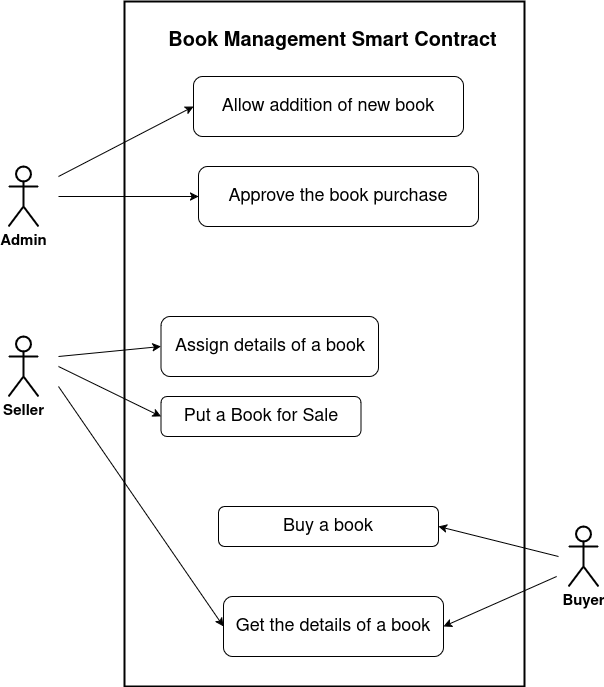 Book Management Smart Contract
Allow addition of new book
Approve the book purchase
Admin
Assign details of a book
Put a Book for Sale
Seller
Buy a book
Buyer
Get the details of a book